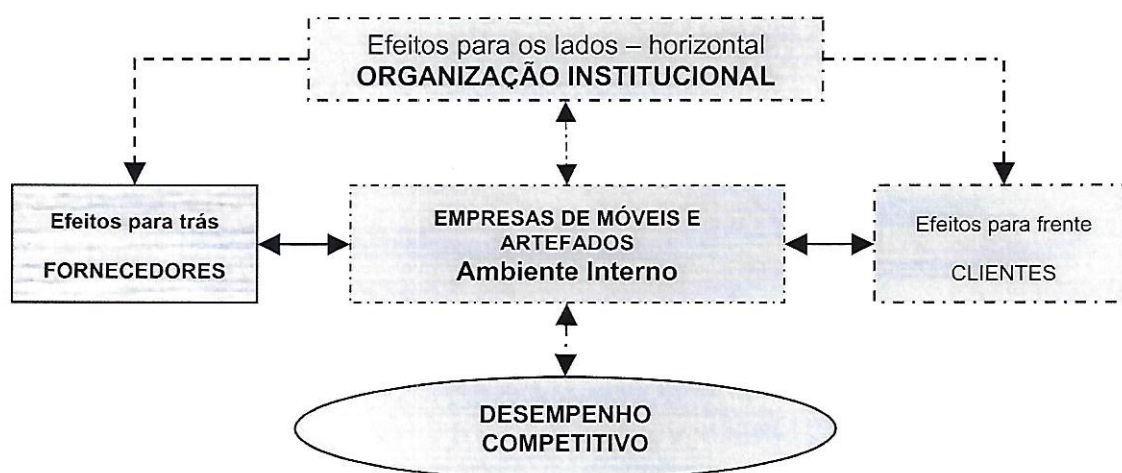 Efeitos para os lados – horizontal
ORGANIZAÇÃO INSTITUCIONAL
Efeitos para trás
FORNECEDORES
EMPRESAS DE MÓVEIS E
ARTEFADOS
Ambiente Interno
Efeitos para frente
CLIENTES
DESEMPENHO
COMPETITIVO